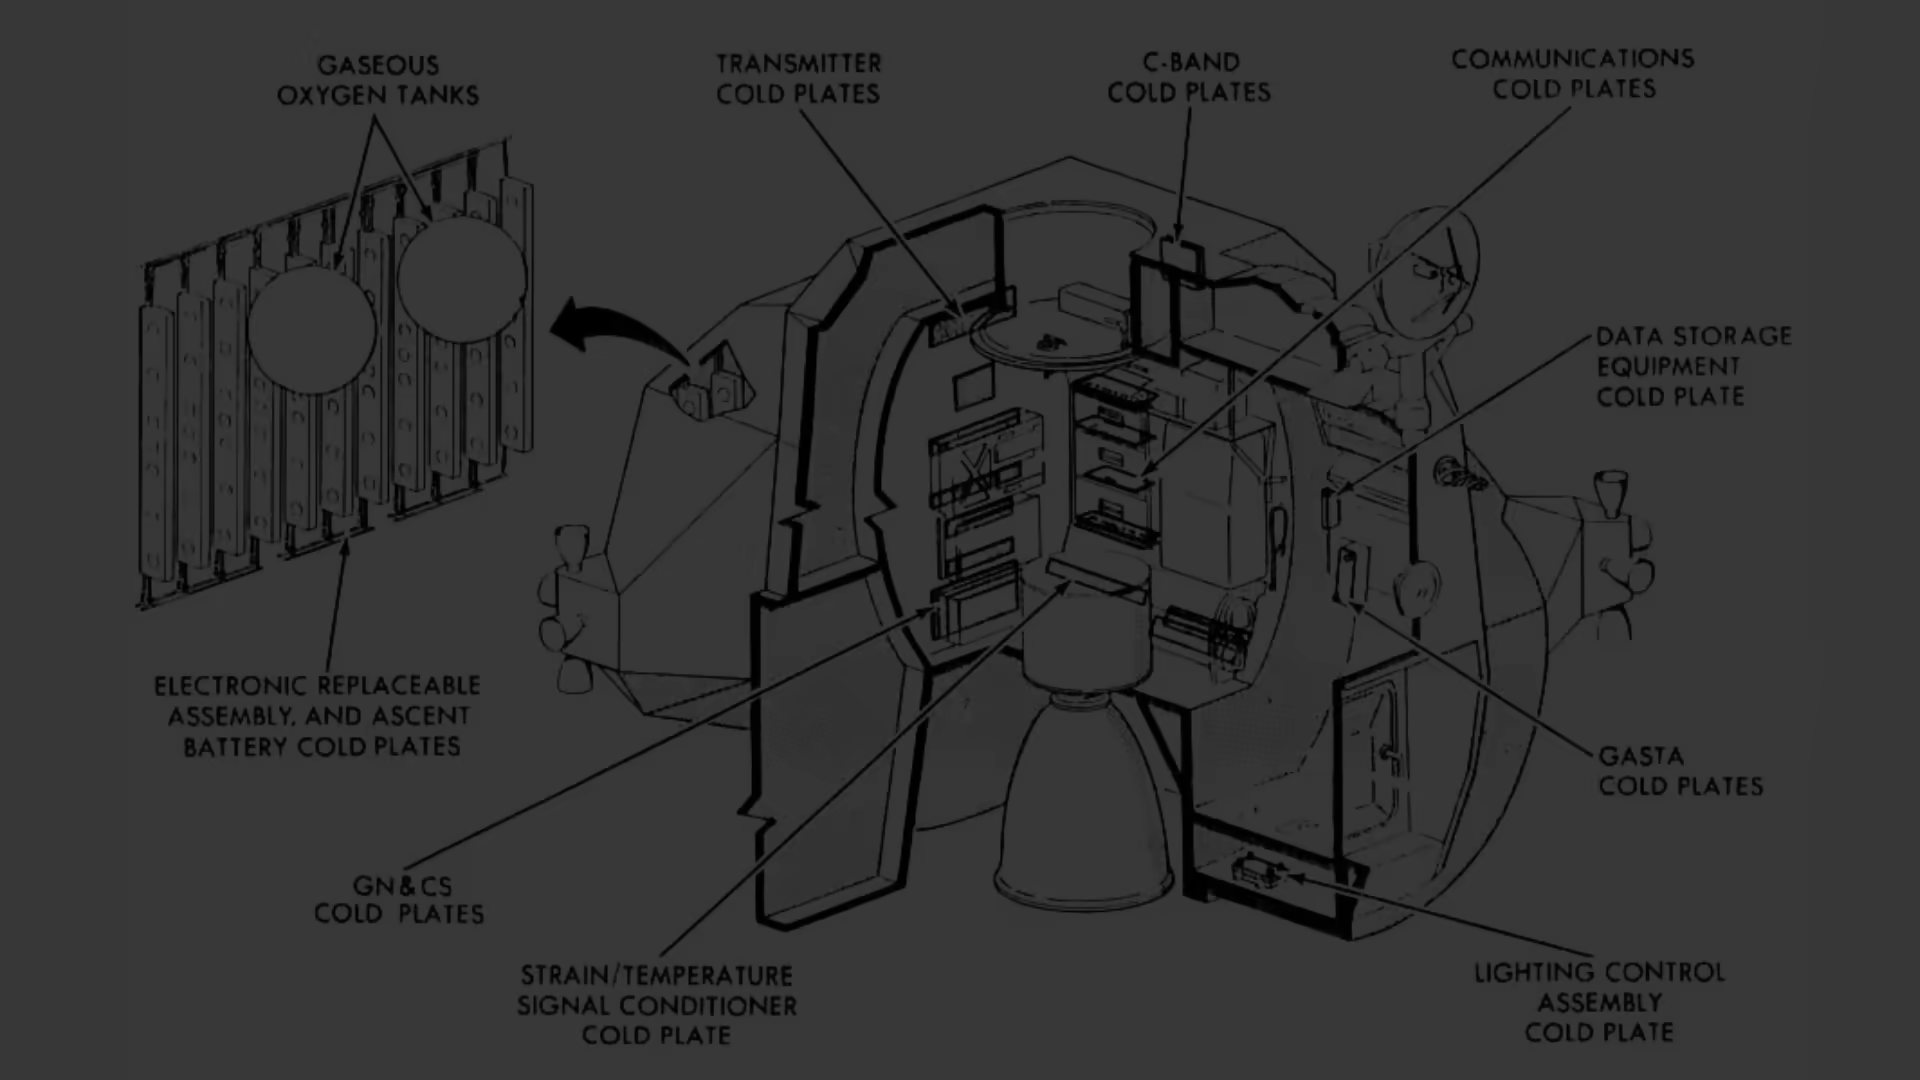 GASEOUS
OXYGEN TANKS
TRANSMITTER
COLD PLATES
C-BAND
COLD PLATES
COMMUNICATIONS
COLD PLATES
DATA STORAGE
EQUIPMENT
COLD PLATE
ELECTRONIC REPLACEABLE
ASSEMBLY, AND ASCENT
BATTERY COLD PLATES
GASTA
COLD PLATES
GN&CS
COLD PLATES
STRAIN/TEMPERATURE
SIGNAL CONDITIONER
COLD PLATE
LIGHTING CONTROL
ASSEMBLY
COLD PLATE